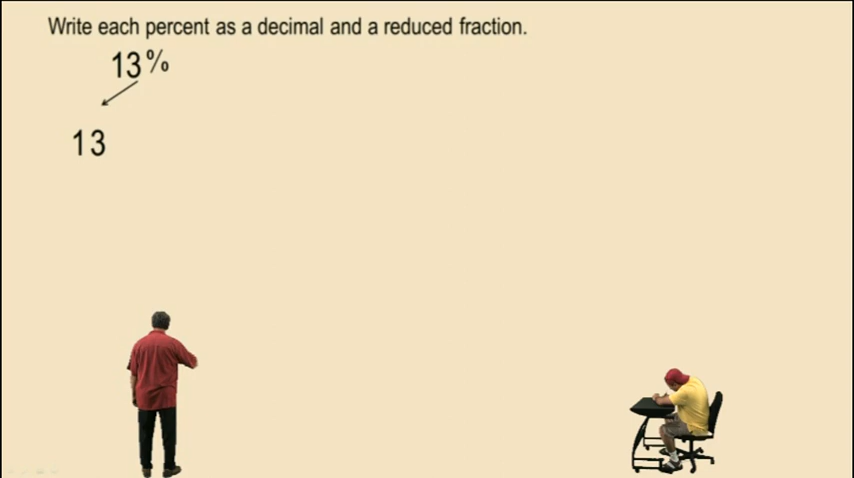 Write each percent as a decimal and a reduced fraction.
13%
13